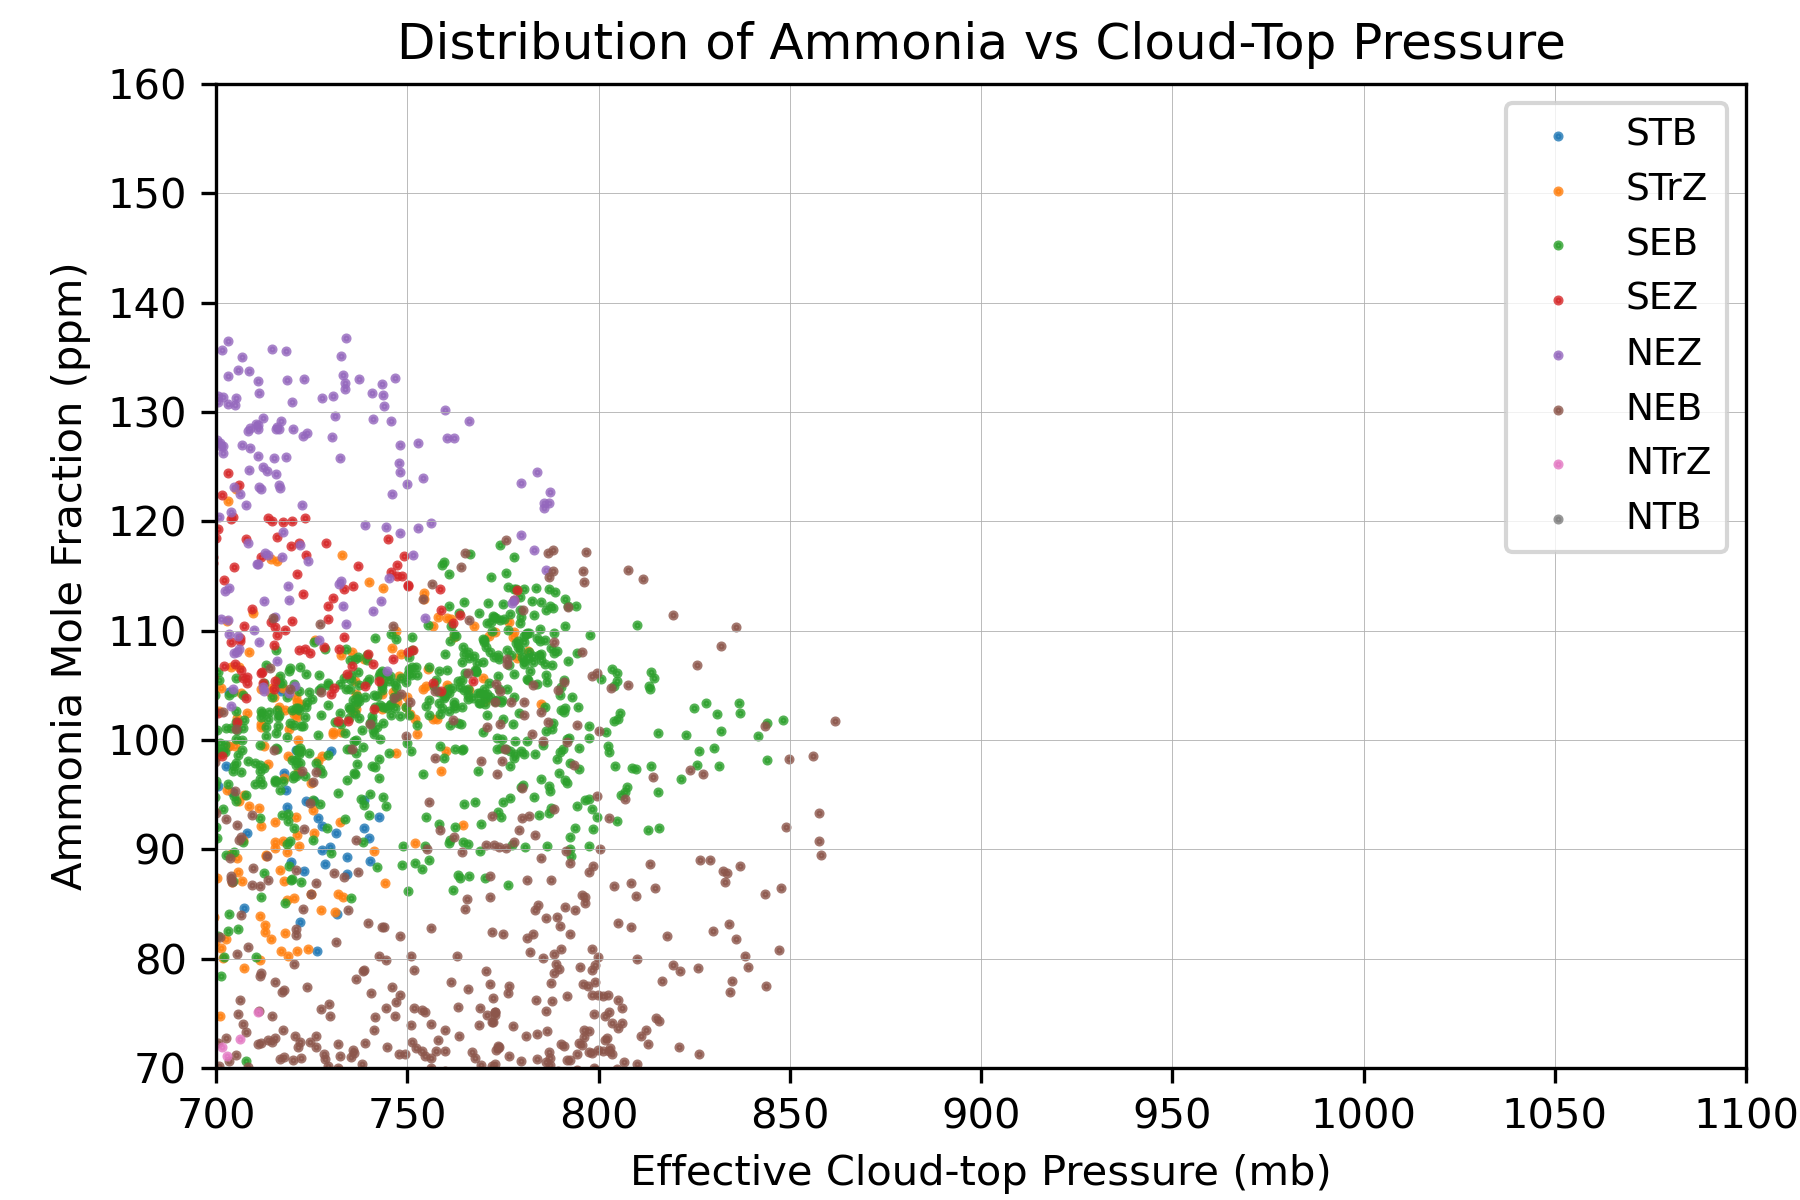 Distribution of Ammonia vs Cloud-Top Pressure
160
150
140
130
120
110
100
90
80
70
Ammonia Mole Fraction (ppm)
STB
STrZ
SEB
SEZ
NEZ
NEB
NTrZ
NTB
700 750 800 850 900 950 1000 1050 1100
Effective Cloud-top Pressure (mb)